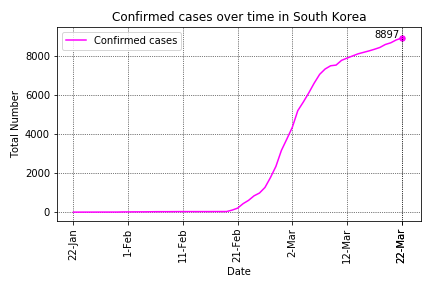 Confirmed cases over time in South Korea
Confirmed cases
8897
Total Number
8000
6000
4000
2000
0
22-Jan
1-Feb
11-Feb
21-Feb
2-Mar
12-Mar
22-Mar
Date